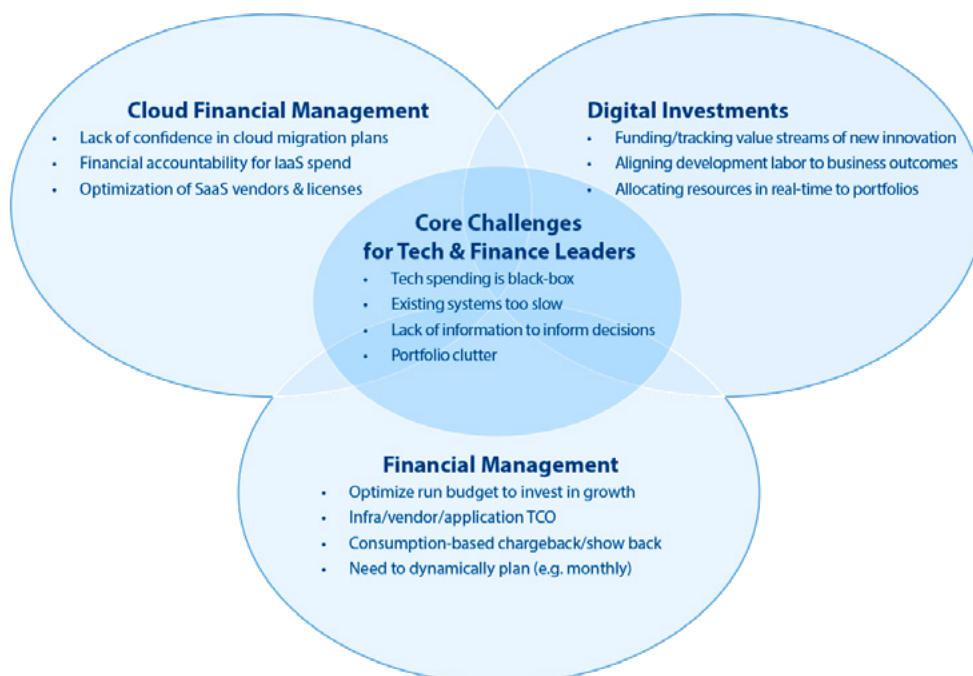 Cloud Financial Management
• Lack of confidence in cloud migration plans
• Financial accountability for IaaS spend
• Optimization of SaaS vendors & licenses
Digital Investments
• Funding/tracking value streams of new innovation
• Aligning development labor to business outcomes
• Allocating resources in real-time to portfolios
Core Challenges
for Tech & Finance Leaders
• Tech spending is black-box
• Existing systems too slow
• Lack of information to inform decisions
• Portfolio clutter
Financial Management
• Optimize run budget to invest in growth
• Infra/vendor/application TCO
• Consumption-based chargeback/show back
• Need to dynamically plan (e.g. monthly)